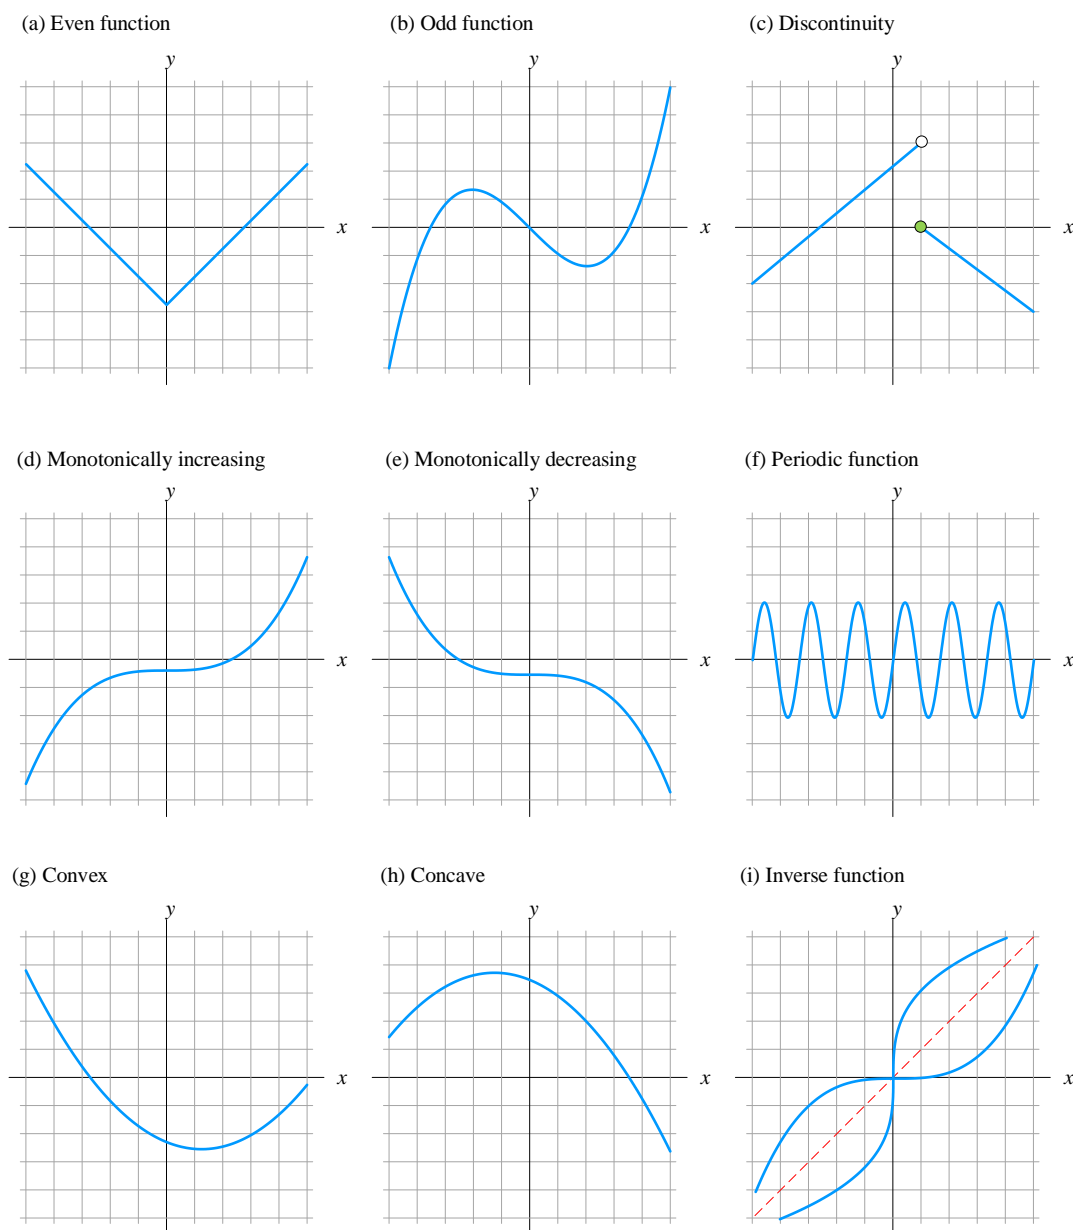 (a) Even function
(b) Odd function
(c) Discontinuity
y
y
y
x
x
x
(d) Monotonically increasing
(e) Monotonically decreasing
(f) Periodic function
y
y
y
x
x
x
(g) Convex
(h) Concave
(i) Inverse function
y
y
y
x
x
x